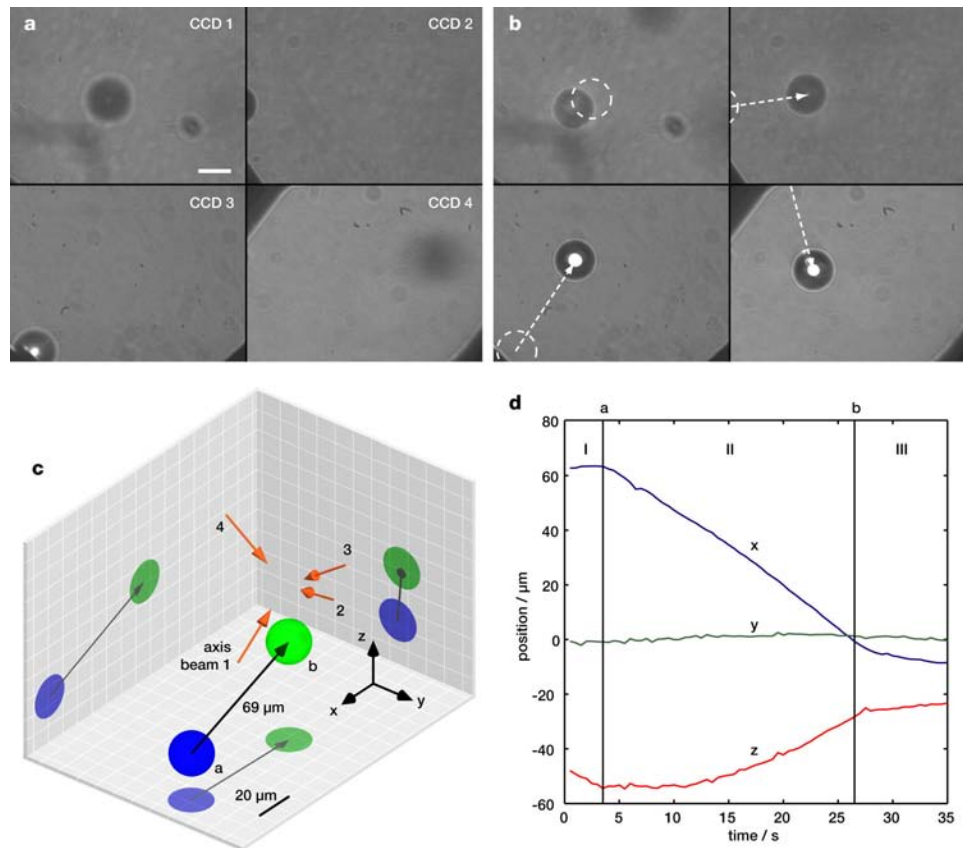 a
CCD 1
CCD 2
CCD 3
CCD 4
b
c
4
3
2
axis
beam 1
b
z
x
y
69 µm
a
20 µm
d
a
b
I
II
III
x
y
z
80
60
40
20
0
-20
-40
-60
position / µm
0
5
10
15
20
25
30
35
time / s